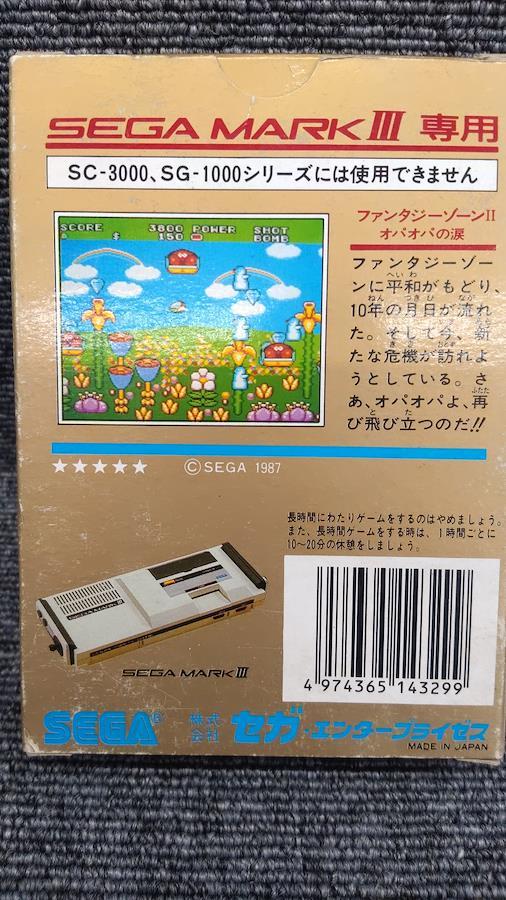 SEGA MARK III 専用
SC-3000、SG-1000シリーズには使用できません
SCORE 3800 POWER SHOT
$ 150 BOMB
ファンタジーゾーンII
オパオパの涙
ファンタジーゾー
ンに平和がもどり、
10年の月日が流れ
た。そして今、新
たな危機が訪れよ
うとしている。さ
あ、オパオパよ、再
び飛び立つのだ!!
★★★★★ ©SEGA 1987
長時間にわたりゲームをするのはやめましょう。
また、長時間ゲームをする時は、1時間ごとに
10〜20分の休憩をしましょう。
SEGA MARK III
4 974365 143299
SEGA® 株式会社 セガ・エンタープライゼス
MADE IN JAPAN